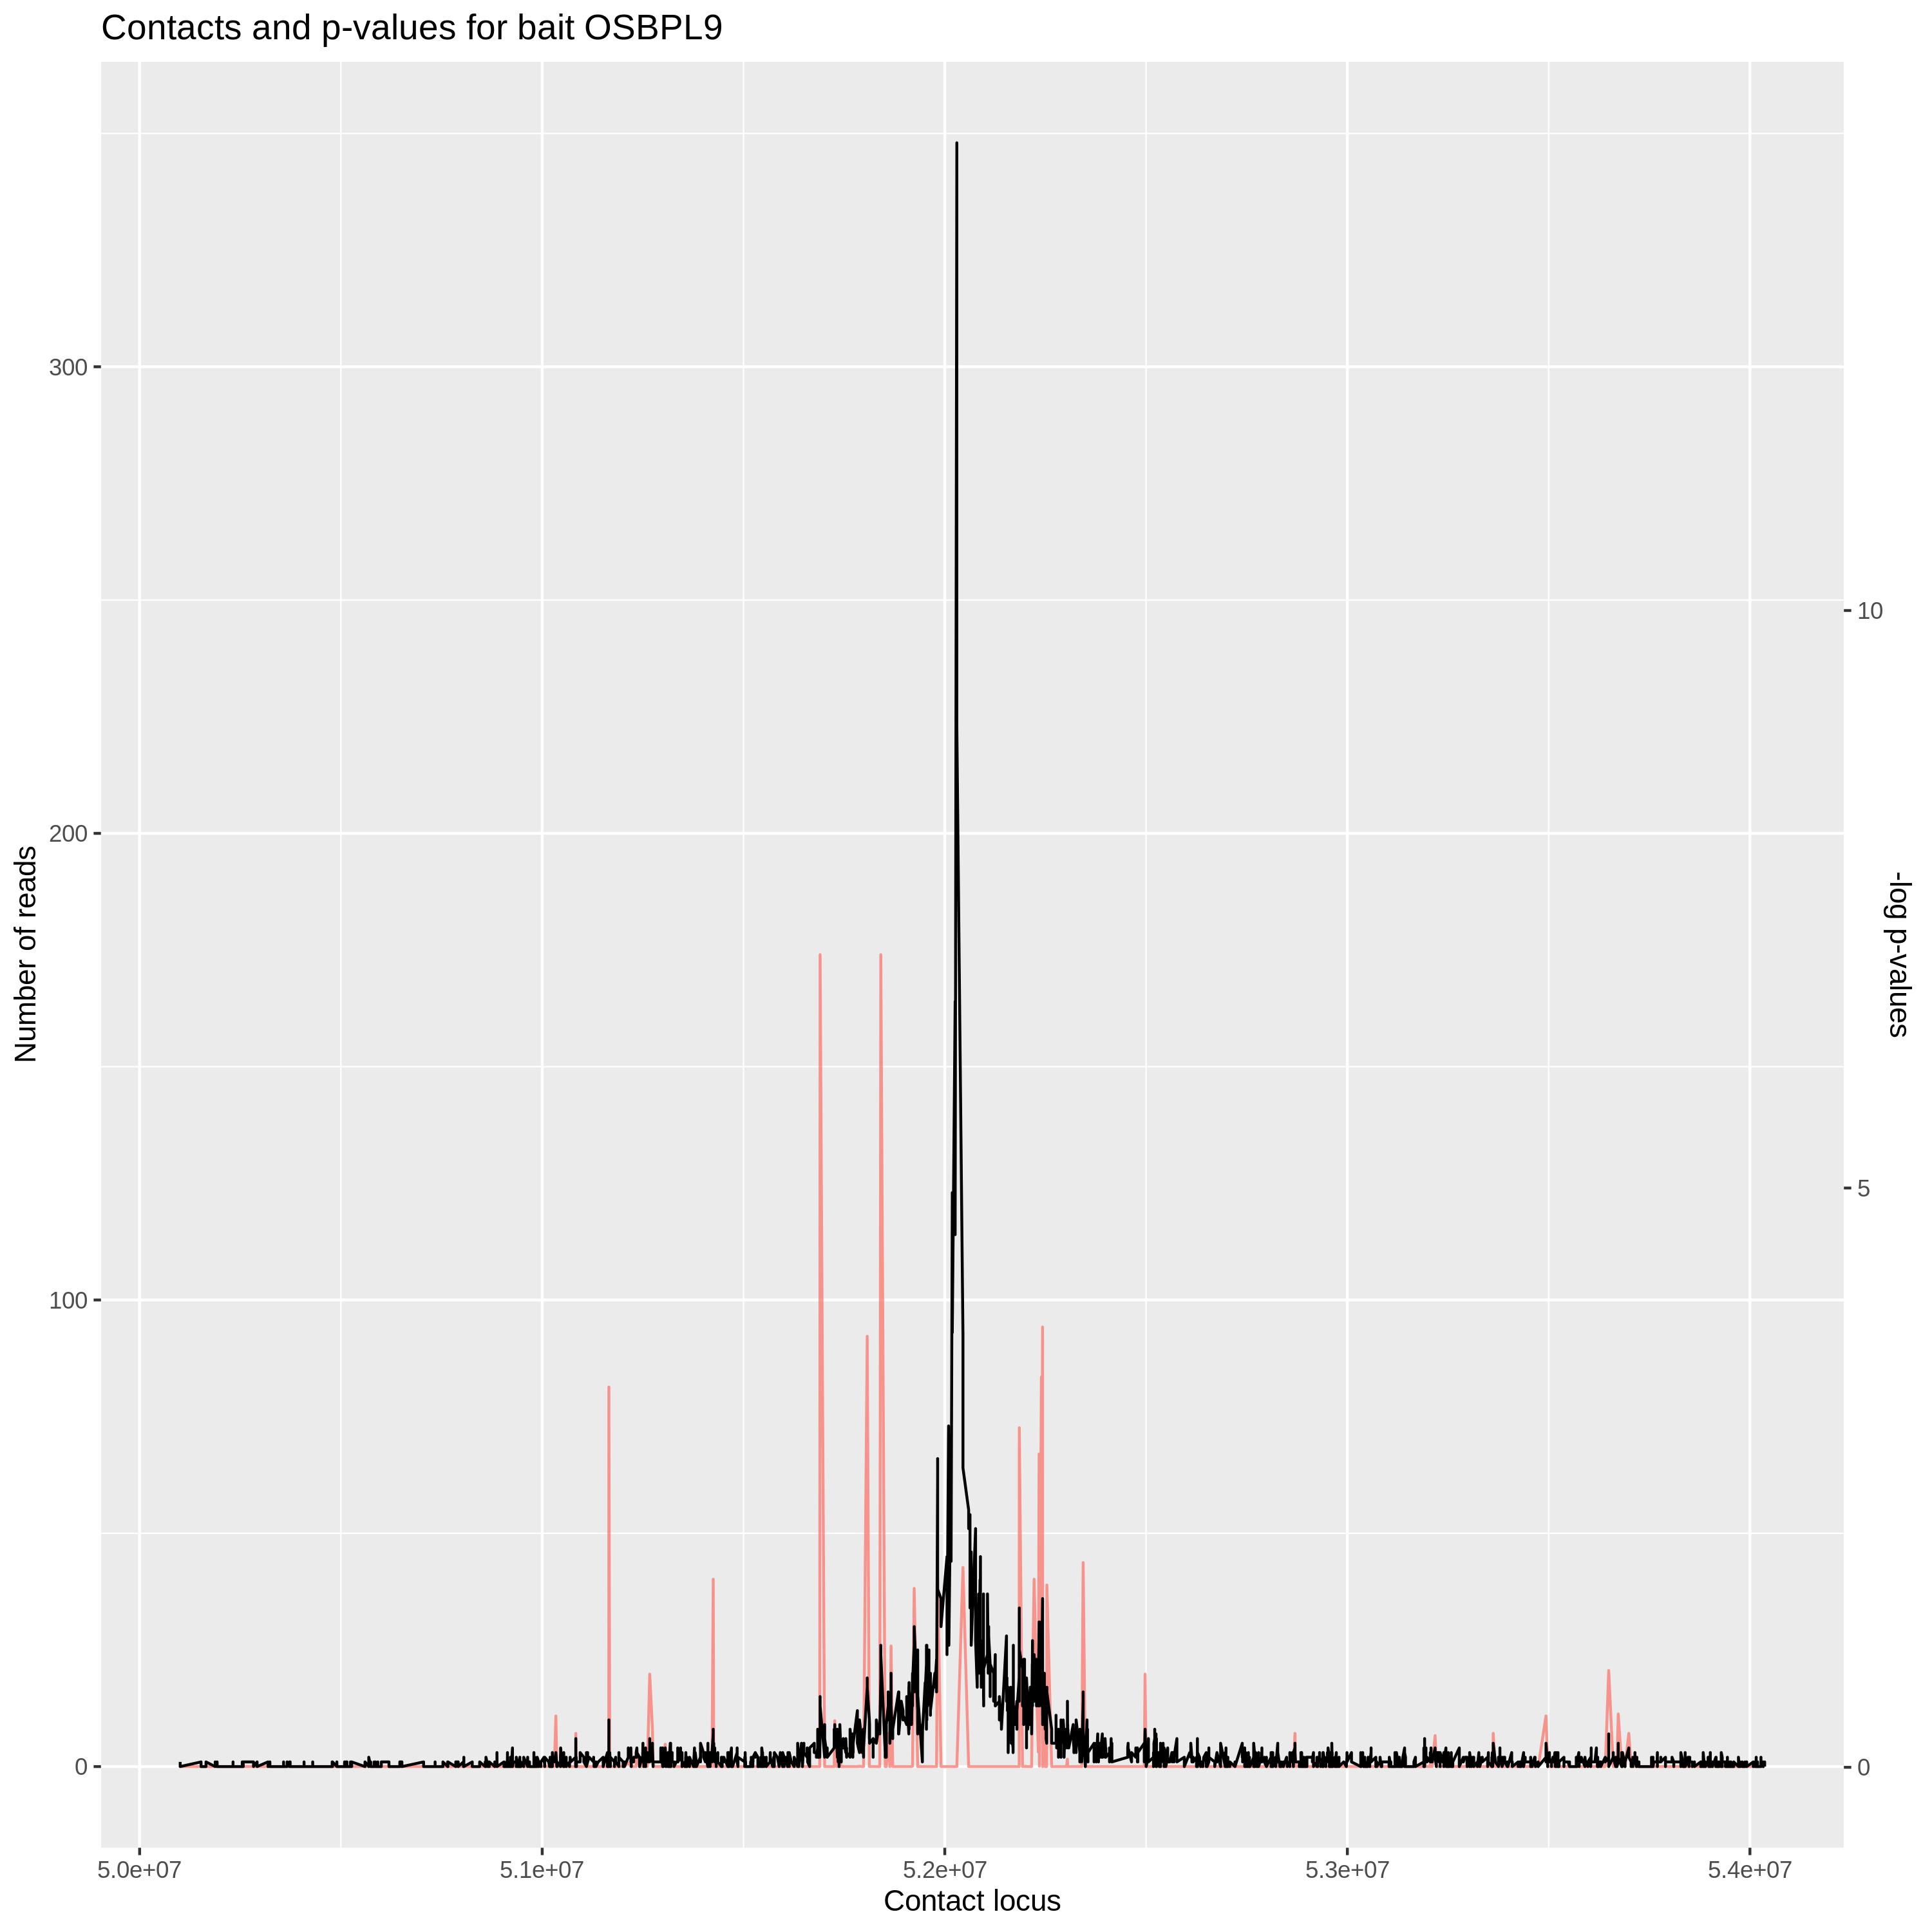 Contacts and p-values for bait OSBPL9
300
200
100
0
Number of reads
10
5
0
-log p-values
5.0e+07
5.1e+07
5.2e+07
5.3e+07
5.4e+07
Contact locus